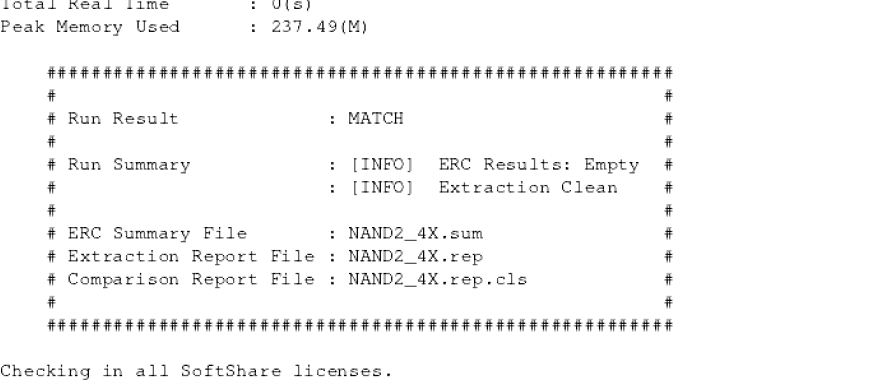 Total Real Time        : 0(s)
Peak Memory Used       : 237.49(M)

    ########################################################
    #                                                      #
    # Run Result             : MATCH                       #
    #                                                      #
    # Run Summary            : [INFO]  ERC Results: Empty  #
    #                        : [INFO]  Extraction Clean    #
    #                                                      #
    # ERC Summary File       : NAND2_4X.sum                #
    # Extraction Report File : NAND2_4X.rep                #
    # Comparison Report File : NAND2_4X.rep.cls            #
    #                                                      #
    ########################################################

Checking in all SoftShare licenses.